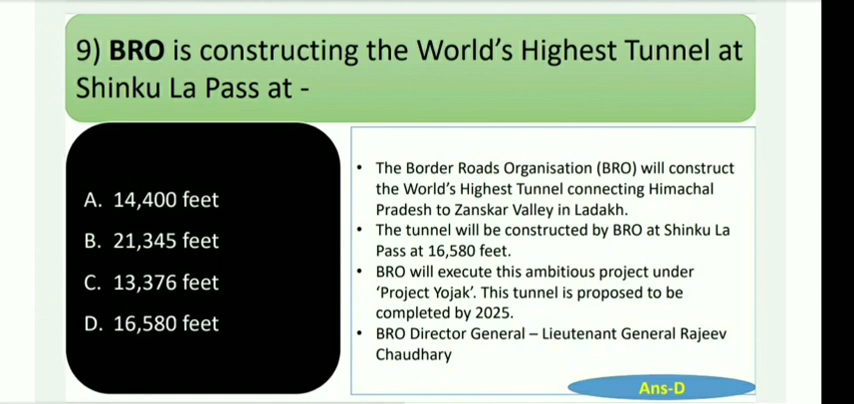 9) BRO is constructing the World’s Highest Tunnel at
Shinku La Pass at -
A. 14,400 feet
B. 21,345 feet
C. 13,376 feet
D. 16,580 feet
• The Border Roads Organisation (BRO) will construct
the World’s Highest Tunnel connecting Himachal
Pradesh to Zanskar Valley in Ladakh.
• The tunnel will be constructed by BRO at Shinku La
Pass at 16,580 feet.
• BRO will execute this ambitious project under
‘Project Yojak’. This tunnel is proposed to be
completed by 2025.
• BRO Director General – Lieutenant General Rajeev
Chaudhary
Ans-D